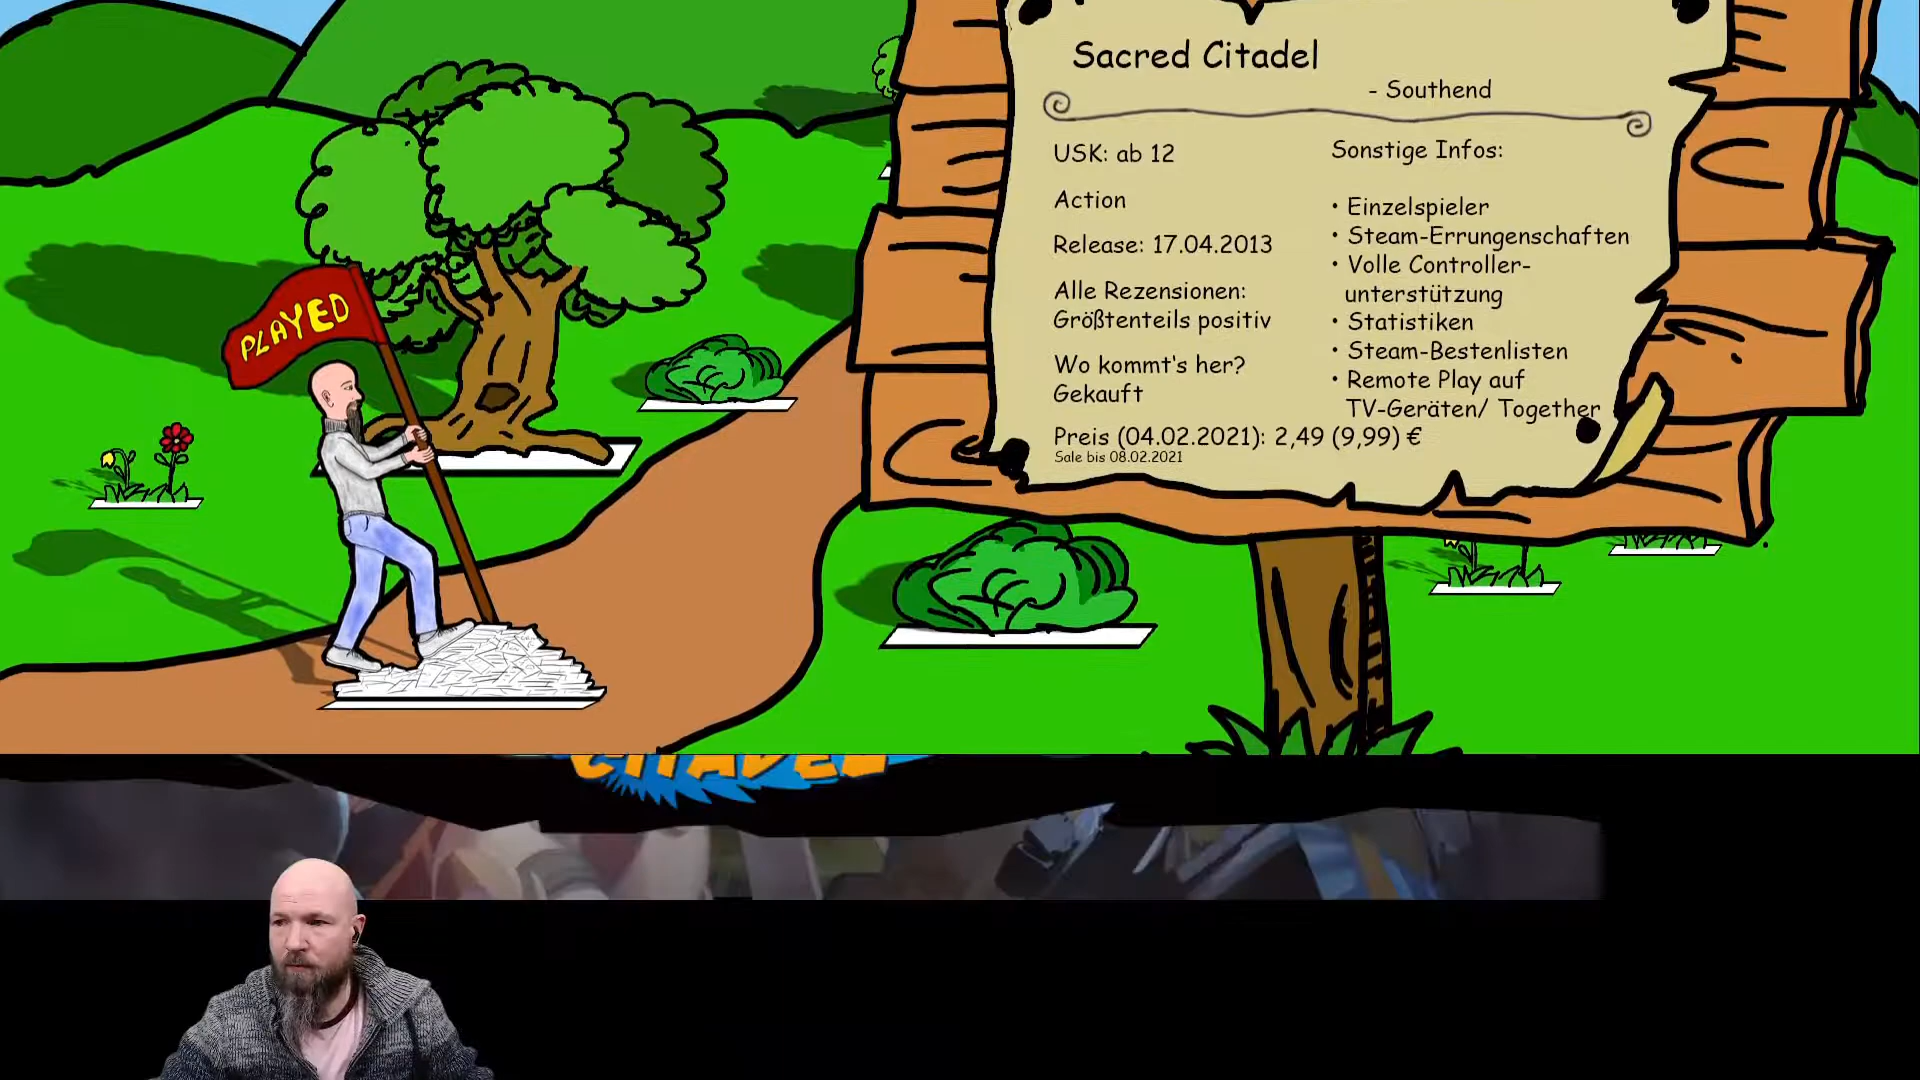 Sacred Citadel
- Southend
USK: ab 12
Action
Release: 17.04.2013
Alle Rezensionen:
Größtenteils positiv
Wo kommt's her?
Gekauft
Preis (04.02.2021): 2,49 (9,99) €
Sale bis 08.02.2021
Sonstige Infos:
• Einzelspieler
• Steam-Errungenschaften
• Volle Controller-
unterstützung
• Statistiken
• Steam-Bestenlisten
• Remote Play auf
TV-Geräten/ Together
PLAYED
CITADEL